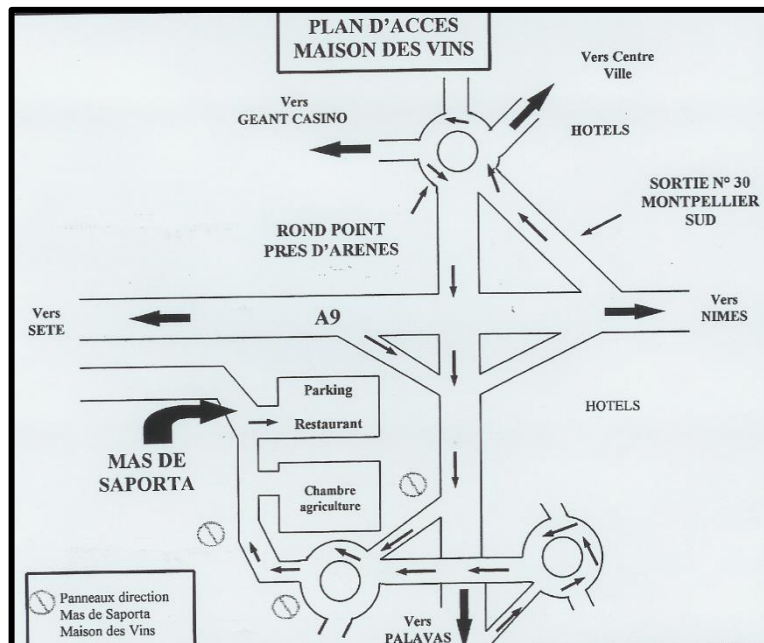 PLAN D'ACCES
MAISON DES VINS
Vers Centre
Ville
Vers
GEANT CASINO
HOTELS
SORTIE N° 30
MONTPELLIER
SUD
ROND POINT
PRES D'ARENES
Vers
SETE
A9
Vers
NIMES
Parking
Restaurant
HOTELS
MAS DE
SAPORTA
Chambre
agriculture
Panneaux direction
Mas de Saporta
Maison des Vins
Vers
PALAVAS